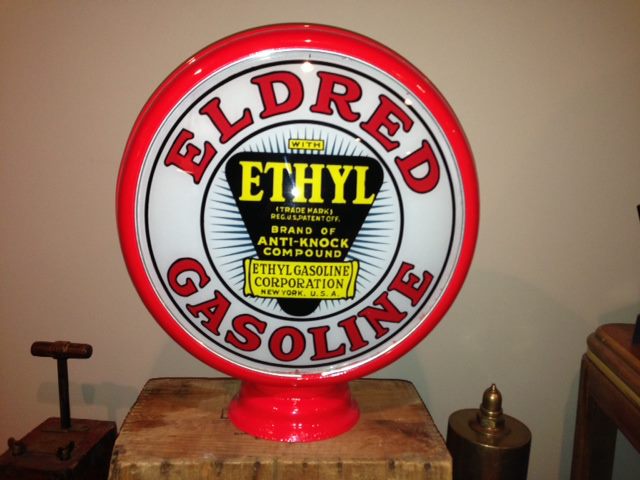 ELDRED
WITH
ETHYL
(TRADE MARK)
REG.U.S.PATENT OFF.
BRAND OF
ANTI-KNOCK
COMPOUND
ETHYL GASOLINE
CORPORATION
NEW YORK, U.S.A.
GASOLINE